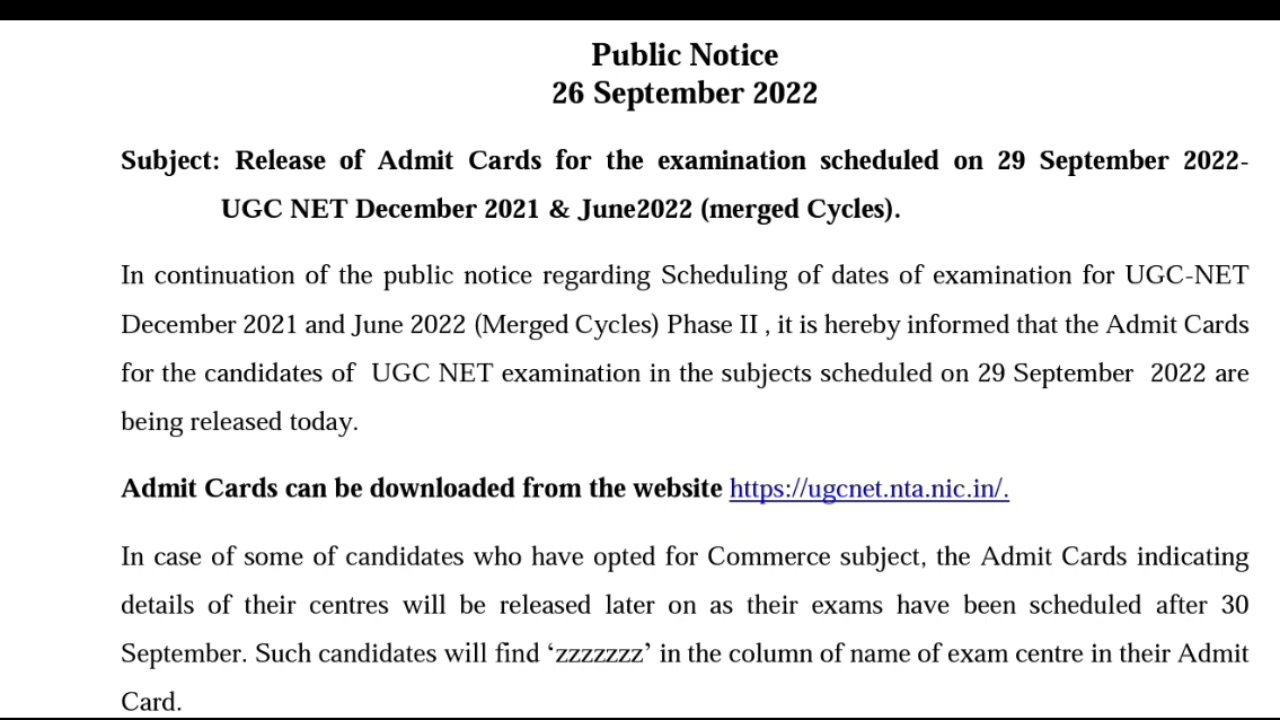 Public Notice
26 September 2022
Subject: Release of Admit Cards for the examination scheduled on 29 September 2022-
UGC NET December 2021 & June2022 (merged Cycles).
In continuation of the public notice regarding Scheduling of dates of examination for UGC-NET
December 2021 and June 2022 (Merged Cycles) Phase II , it is hereby informed that the Admit Cards
for the candidates of UGC NET examination in the subjects scheduled on 29 September 2022 are
being released today.
Admit Cards can be downloaded from the website https://ugcnet.nta.nic.in/.
In case of some of candidates who have opted for Commerce subject, the Admit Cards indicating
details of their centres will be released later on as their exams have been scheduled after 30
September. Such candidates will find ‘zzzzzzz’ in the column of name of exam centre in their Admit
Card.